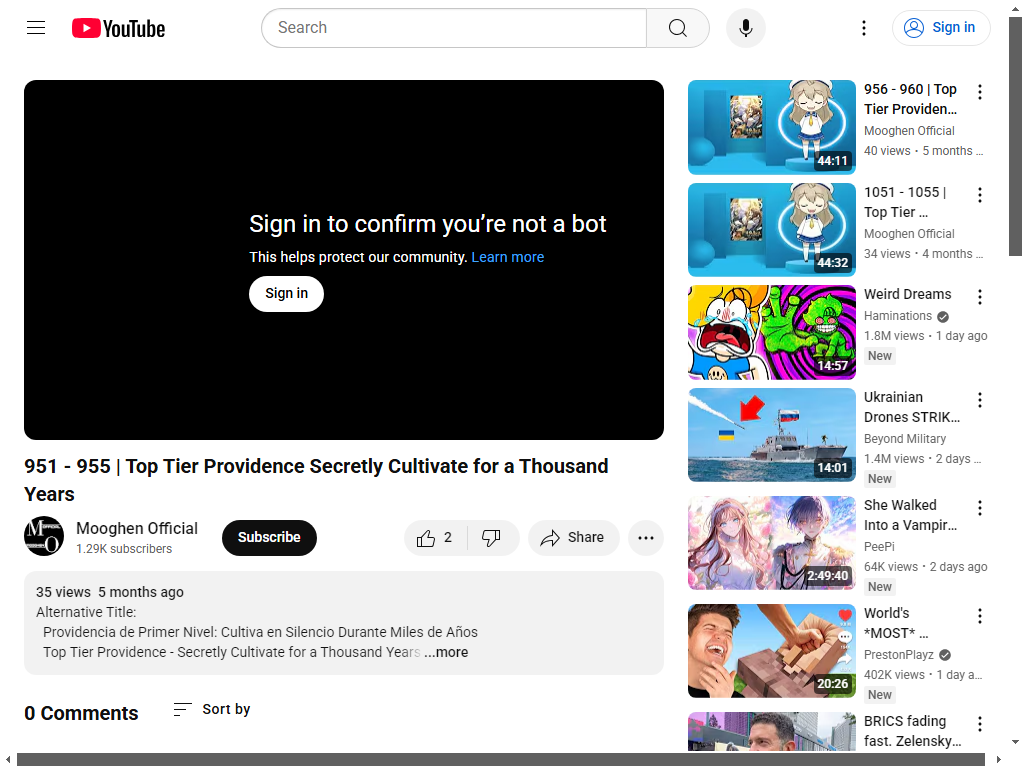 YouTube
Search
Sign in
Sign in to confirm you’re not a bot
This helps protect our community. Learn more
Sign in
951 - 955 | Top Tier Providence Secretly Cultivate for a Thousand
Years
Mooghen Official
1.29K subscribers
Subscribe
2
Share
35 views 5 months ago
Alternative Title:
Providencia de Primer Nivel: Cultiva en Silencio Durante Miles de Años
Top Tier Providence - Secretly Cultivate for a Thousand Years ...more
0 Comments
Sort by
44:11
956 - 960 | Top
Tier Providen...
Mooghen Official
40 views • 5 months ...
44:32
1051 - 1055 |
Top Tier ...
Mooghen Official
34 views • 4 months ...
14:57
Weird Dreams
Haminations
1.8M views • 1 day ago
New
14:01
Ukrainian
Drones STRIK...
Beyond Military
1.4M views • 2 days ...
New
2:49:40
She Walked
Into a Vampir...
PeePi
64K views • 2 days ago
New
20:26
World's
*MOST* ...
PrestonPlayz
402K views • 1 day a...
New
BRICS fading
fast. Zelensky...